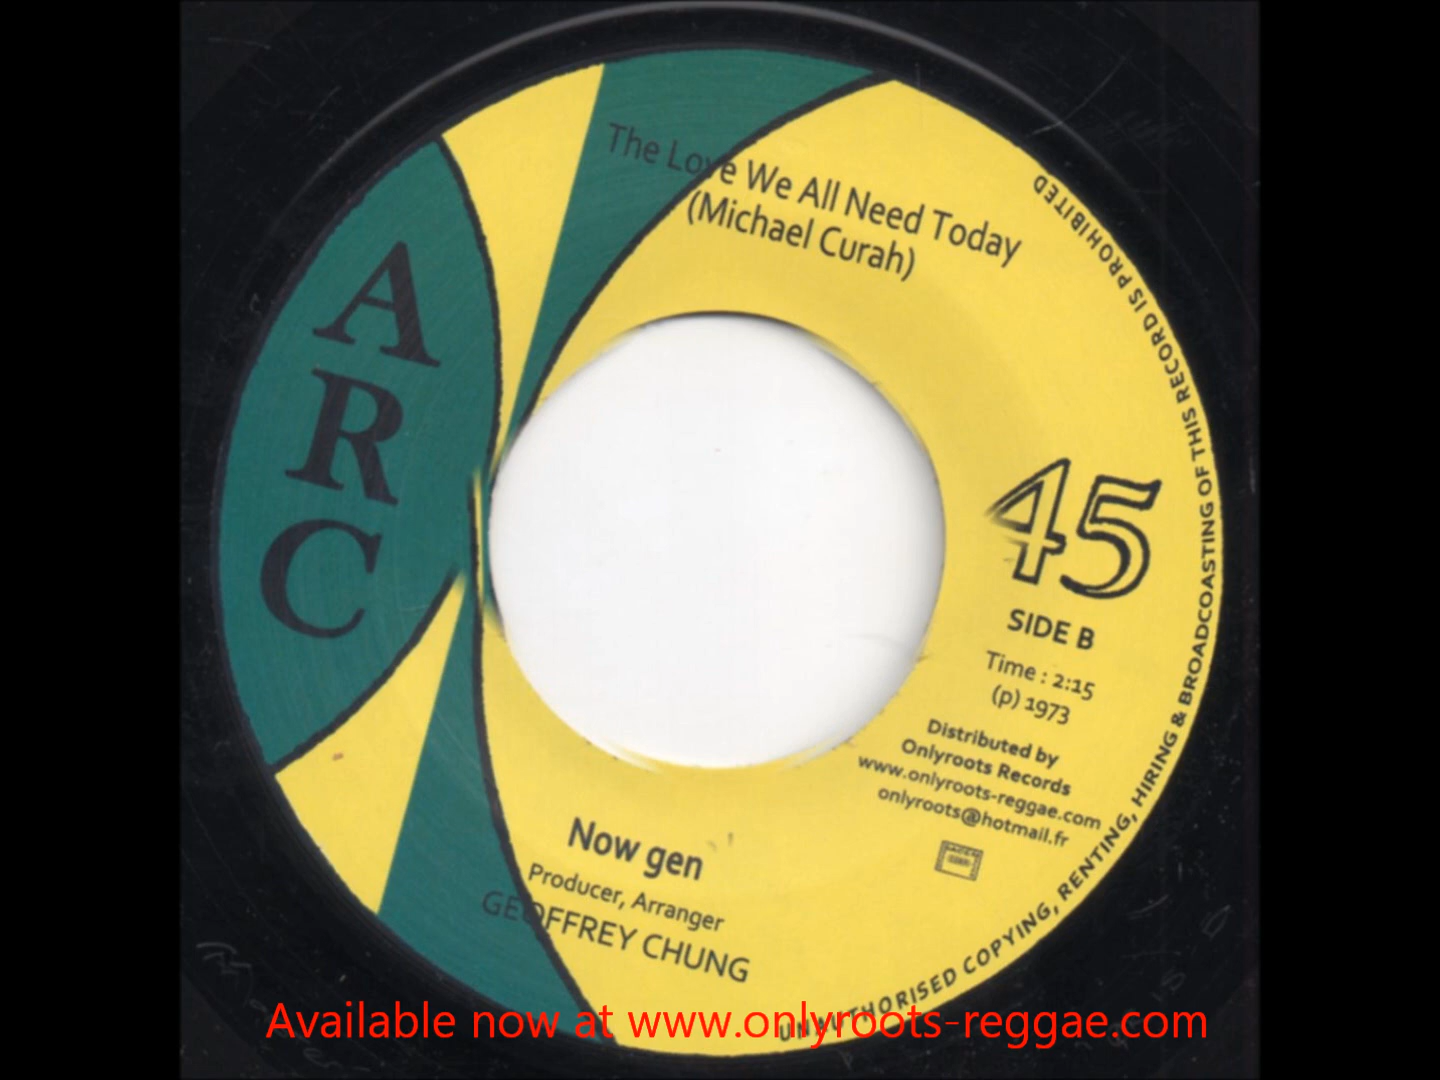 The Love We All Need Today
(Michael Curah)
A
R
C
45
SIDE B
Time : 2:15
(p) 1973
Distributed by
Onlyroots Records
www.onlyroots-reggae.com
onlyroots@hotmail.fr
SACEM
Now gen
Producer, Arranger
GEOFFREY CHUNG
UNAUTHORISED COPYING, RENTING, HIRING & BROADCOASTING OF THIS RECORD IS PROHIBITED
Available now at www.onlyroots-reggae.com